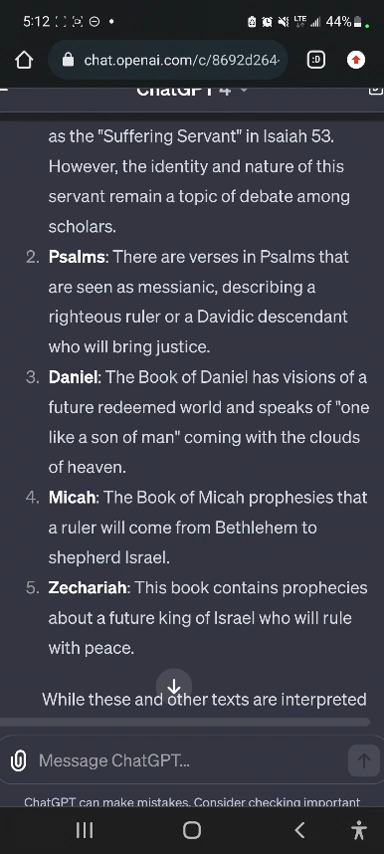 5:12
LTE 44%
chat.openai.com/c/8692d264-
:D
ChatGPT 4
as the "Suffering Servant" in Isaiah 53.
However, the identity and nature of this
servant remain a topic of debate among
scholars.
2. Psalms: There are verses in Psalms that
are seen as messianic, describing a
righteous ruler or a Davidic descendant
who will bring justice.
3. Daniel: The Book of Daniel has visions of a
future redeemed world and speaks of "one
like a son of man" coming with the clouds
of heaven.
4. Micah: The Book of Micah prophesies that
a ruler will come from Bethlehem to
shepherd Israel.
5. Zechariah: This book contains prophecies
about a future king of Israel who will rule
with peace.
While these and other texts are interpreted
Message ChatGPT...
ChatGPT can make mistakes. Consider checking important